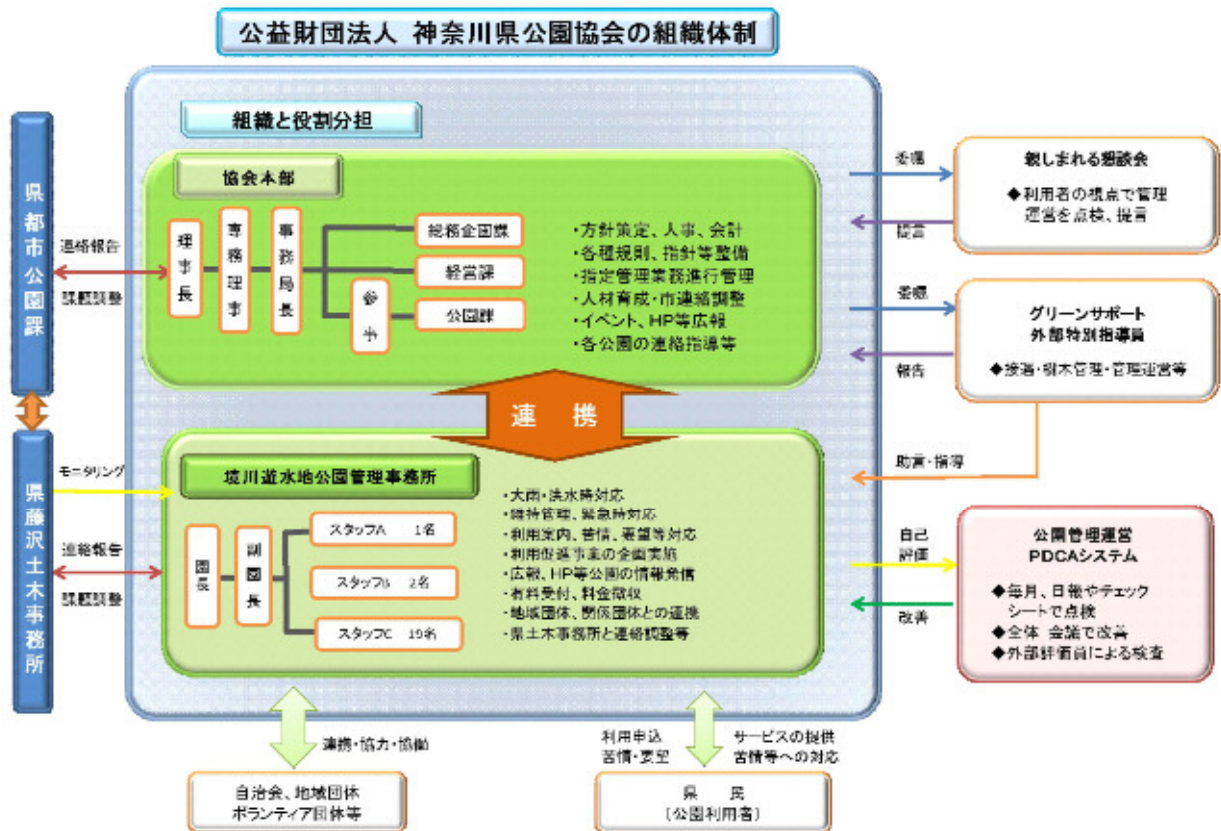 公益財団法人 神奈川県公園協会の組織体制
組織と役割分担
県都市公園課
連絡報告
課題調整
協会本部
理事長
専務理事
事務局長
参事
総務企画課
経営課
公園課
・方針策定、人事、会計
・各種規則、指針等整備
・指定管理業務進行管理
・人材育成・市連絡調整
・イベント、HP等広報
・各公園の連絡指導等
委嘱
提言
親しまれる懇談会
◆利用者の視点で管理
運営を点検、提言
委嘱
報告
グリーンサポート
外部特別指導員
◆接遇・樹木管理・管理運営等
助言・指導
連 携
県藤沢土木事務所
モニタリング
連絡報告
課題調整
境川遊水地公園管理事務所
園長
副園長
スタッフA 1名
スタッフB 2名
スタッフC 19名
・大雨・洪水時対応
・維持管理、緊急時対応
・利用案内、苦情、要望等対応
・利用促進事業の企画実施
・広報、HP等公園の情報発信
・有料受付、料金徴収
・地域団体、関係団体との連携
・県土木事務所と連絡調整等
自己
評価
改善
公園管理運営
PDCAシステム
◆毎月、日報やチェック
シートで点検
◆全体 会議で改善
◆外部評価員による検査
連携・協力・協働
自治会、地域団体
ボランティア団体等
利用申込
苦情・要望
サービスの提供
苦情等への対応
県 民
（公園利用者）